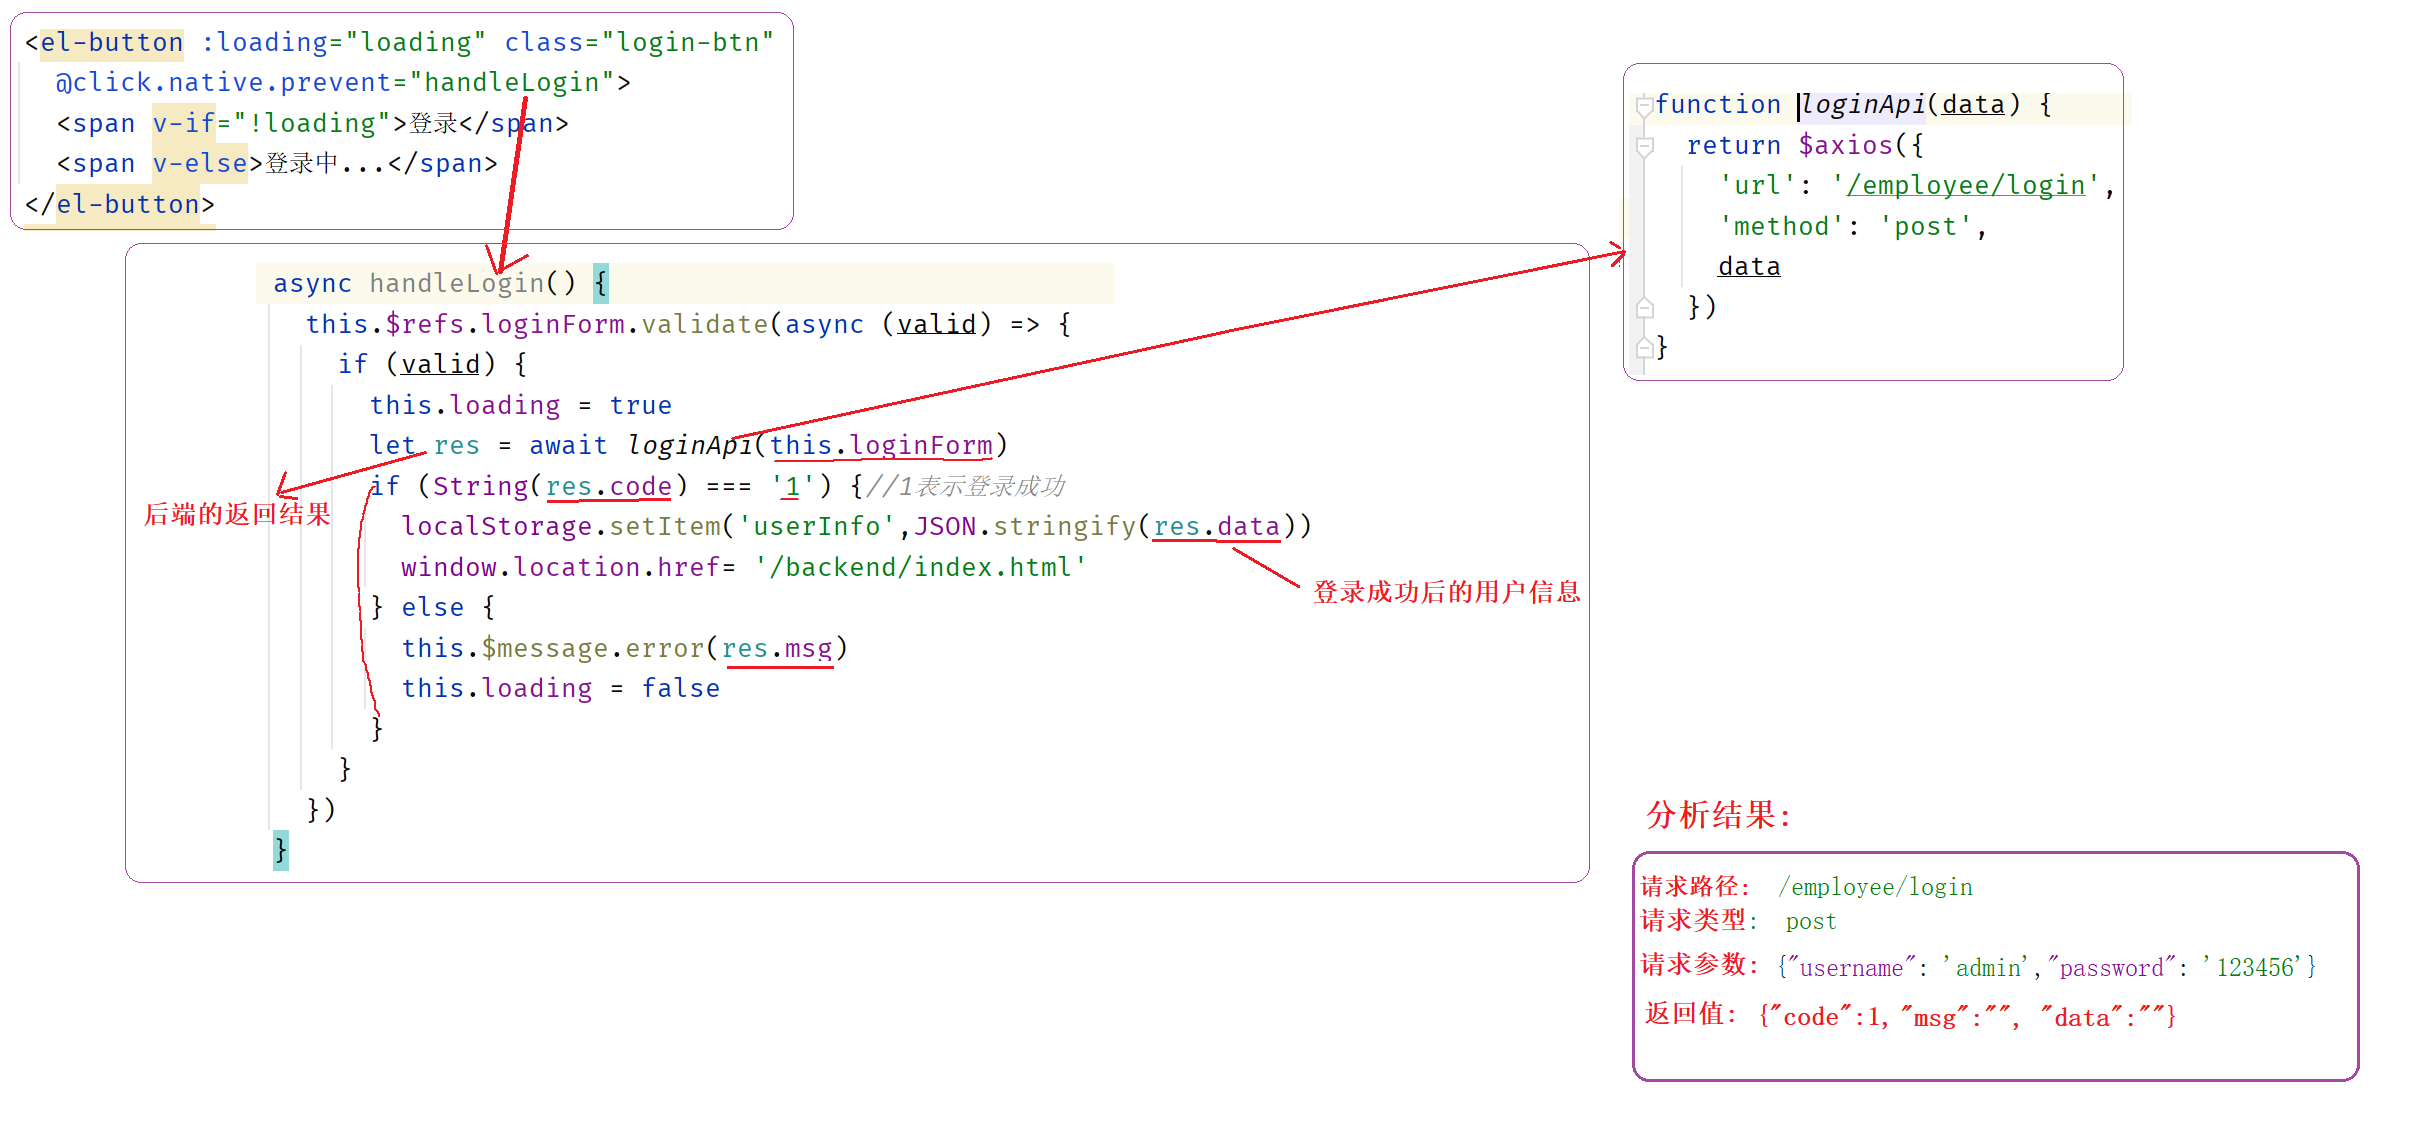 <el-button :loading="loading" class="login-btn"
@click.native.prevent="handleLogin">
<span v-if="!loading">登录</span>
<span v-else>登录中...</span>
</el-button>
async handleLogin() {
this.$refs.loginForm.validate(async (valid) => {
if (valid) {
this.loading = true
let res = await loginApi(this.loginForm)
if (String(res.code) === '1') {//1表示登录成功
后端的返回结果
localStorage.setItem('userInfo',JSON.stringify(res.data))
window.location.href= '/backend/index.html'
登录成功后的用户信息
} else {
this.$message.error(res.msg)
this.loading = false
}
}
})
}
function loginApi(data) {
return $axios({
'url': '/employee/login',
'method': 'post',
data
})
}
分析结果:
请求路径: /employee/login
请求类型: post
请求参数: {"username": 'admin',"password": '123456'}
返回值: {"code":1, "msg":"", "data":""}